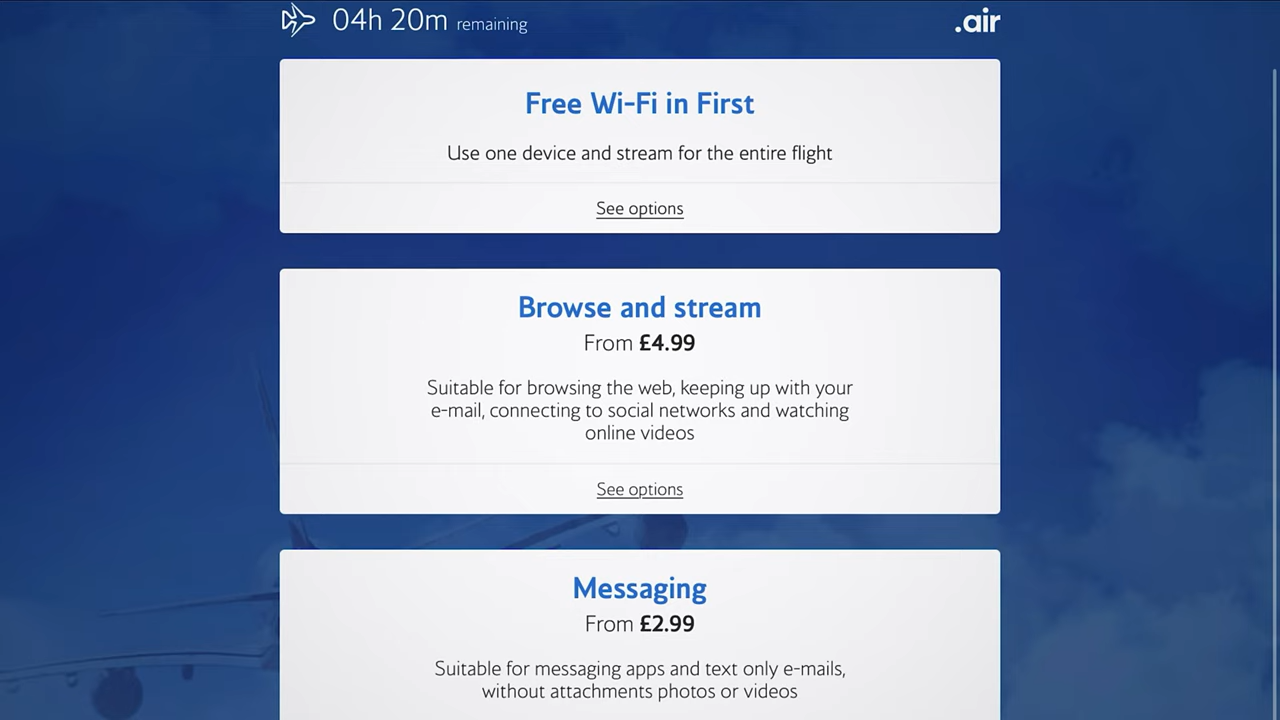 04h 20m remaining
.air
Free Wi-Fi in First
Use one device and stream for the entire flight
See options
Browse and stream
From £4.99
Suitable for browsing the web, keeping up with your
e-mail, connecting to social networks and watching
online videos
See options
Messaging
From £2.99
Suitable for messaging apps and text only e-mails,
without attachments photos or videos